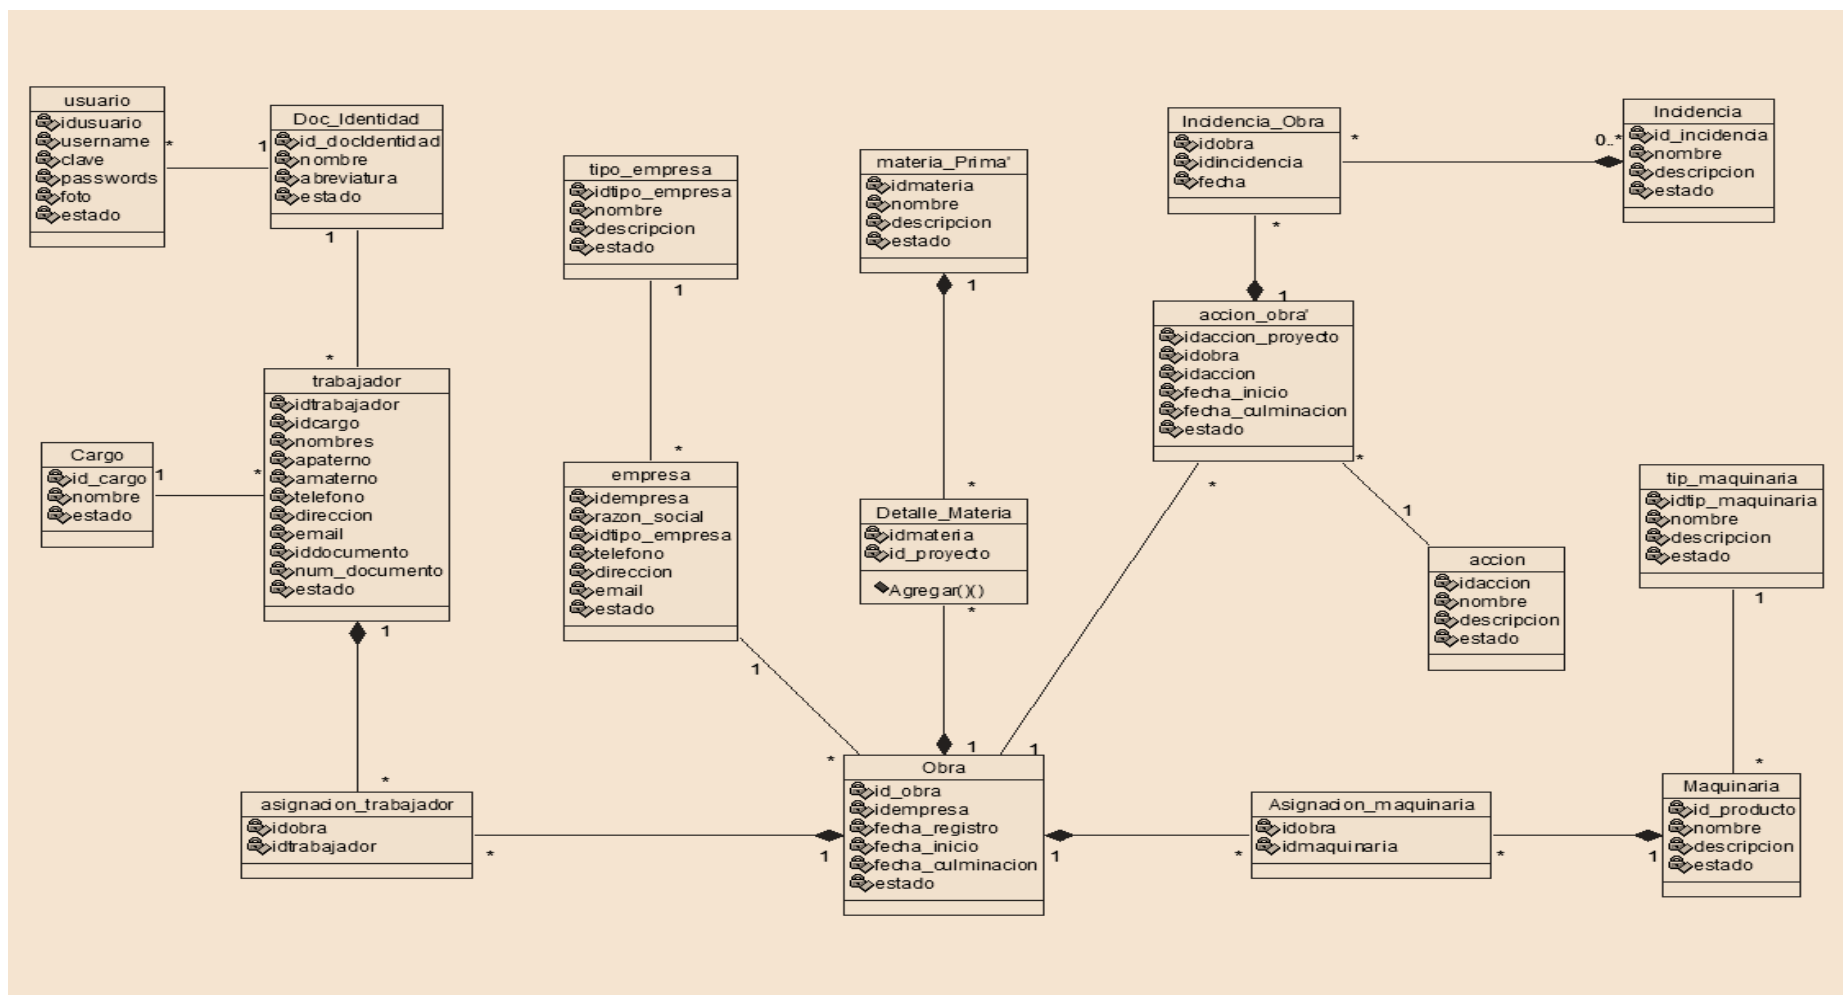 usuario
idusuario
username
clave
passwords
foto
estado
*
1
Doc_Identidad
id_docIdentidad
nombre
abreviatura
estado
1
*
trabajador
idtrabajador
idcargo
nombres
apaterno
amaterno
telefono
direccion
email
iddocumento
num_documento
estado
1
Cargo
id_cargo
nombre
estado
1
*
*
asignacion_trabajador
idobra
idtrabajador
*
tipo_empresa
idtipo_empresa
nombre
descripcion
estado
1
*
empresa
idempresa
razon_social
idtipo_empresa
telefono
direccion
email
estado
1
*
materia_Prima'
idmateria
nombre
descripcion
estado
1
*
Detalle_Materia
idmateria
id_proyecto
Agregar()()
*
1
1
Obra
id_obra
idempresa
fecha_registro
fecha_inicio
fecha_culminacion
estado
1
1
Incidencia_Obra
idobra
idincidencia
fecha
*
0..*
Incidencia
id_incidencia
nombre
descripcion
estado
*
1
accion_obra'
idaccion_proyecto
idobra
idaccion
fecha_inicio
fecha_culminacion
estado
*
*
1
accion
idaccion
nombre
descripcion
estado
tip_maquinaria
idtip_maquinaria
nombre
descripcion
estado
1
*
Maquinaria
id_producto
nombre
descripcion
estado
1
Asignacion_maquinaria
idobra
idmaquinaria
*
*